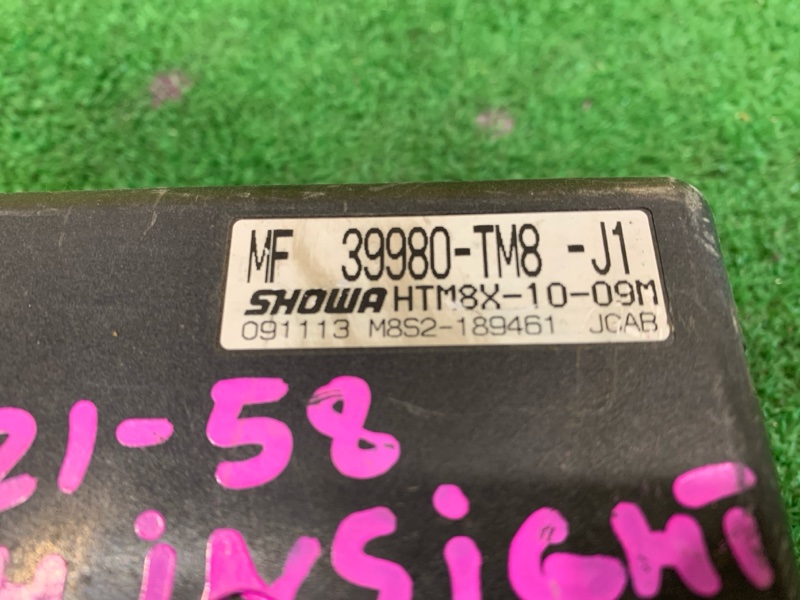 MF 39980-TM8 -J1
SHOWA HTM8X-10-09M
091113 M8S2-189461 JCAB
21-58
INSIGHT